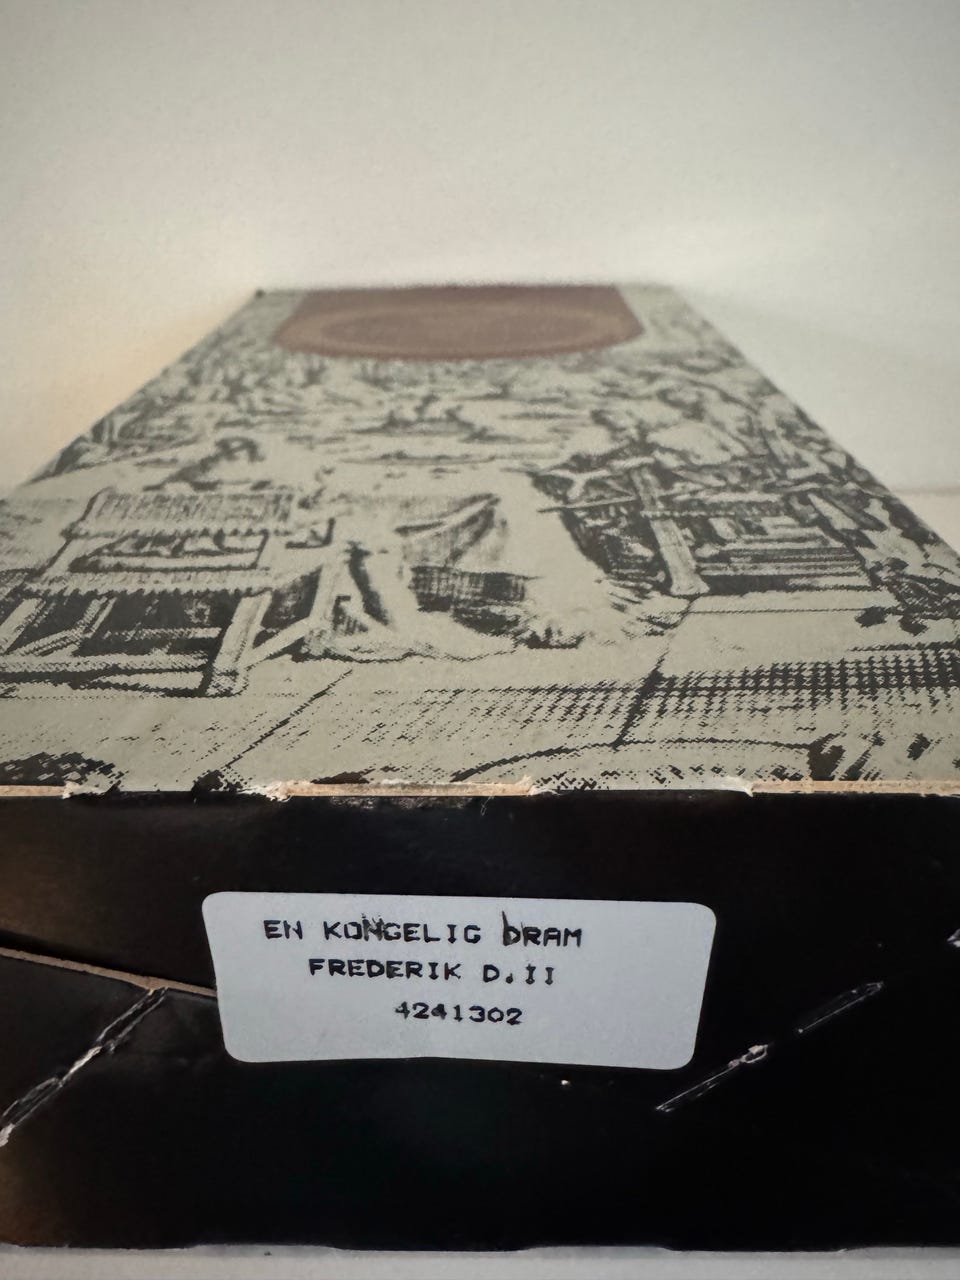 EN KONGELIG DRAM
FREDERIK D.II
4241302